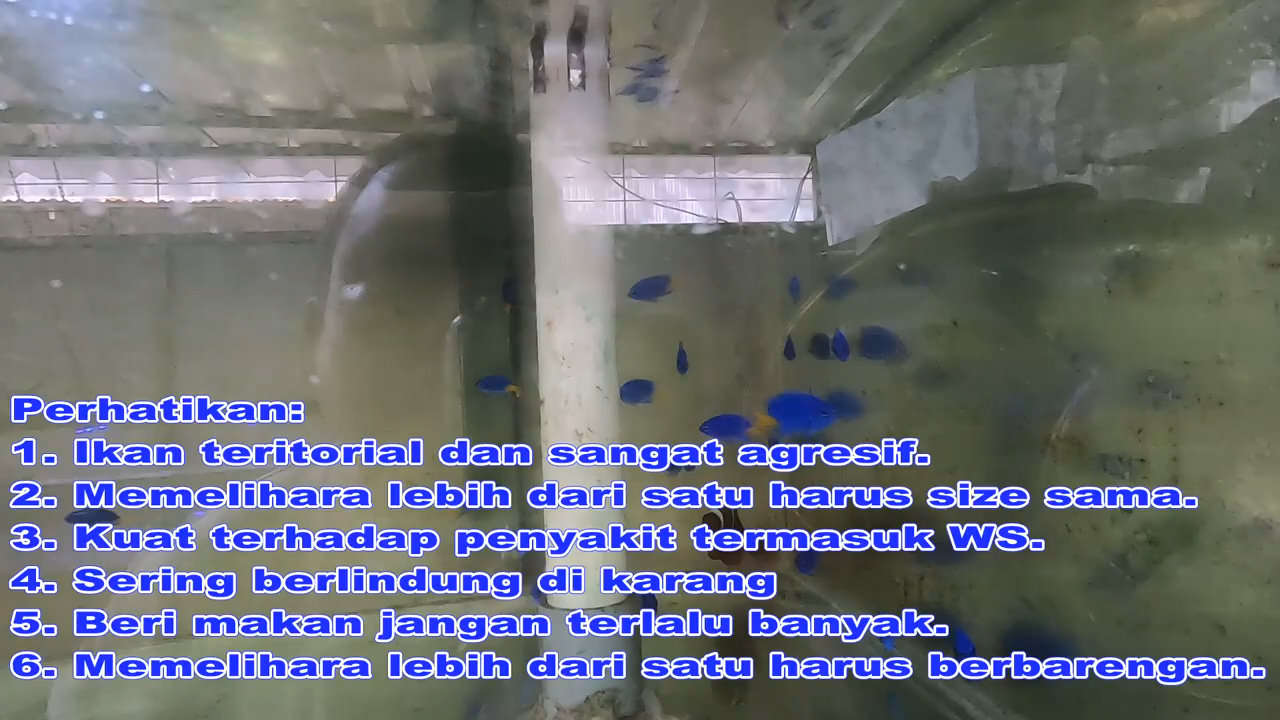 Perhatikan:
1. Ikan teritorial dan sangat agresif.
2. Memelihara lebih dari satu harus size sama.
3. Kuat terhadap penyakit termasuk WS.
4. Sering berlindung di karang
5. Beri makan jangan terlalu banyak.
6. Memelihara lebih dari satu harus berbarengan.